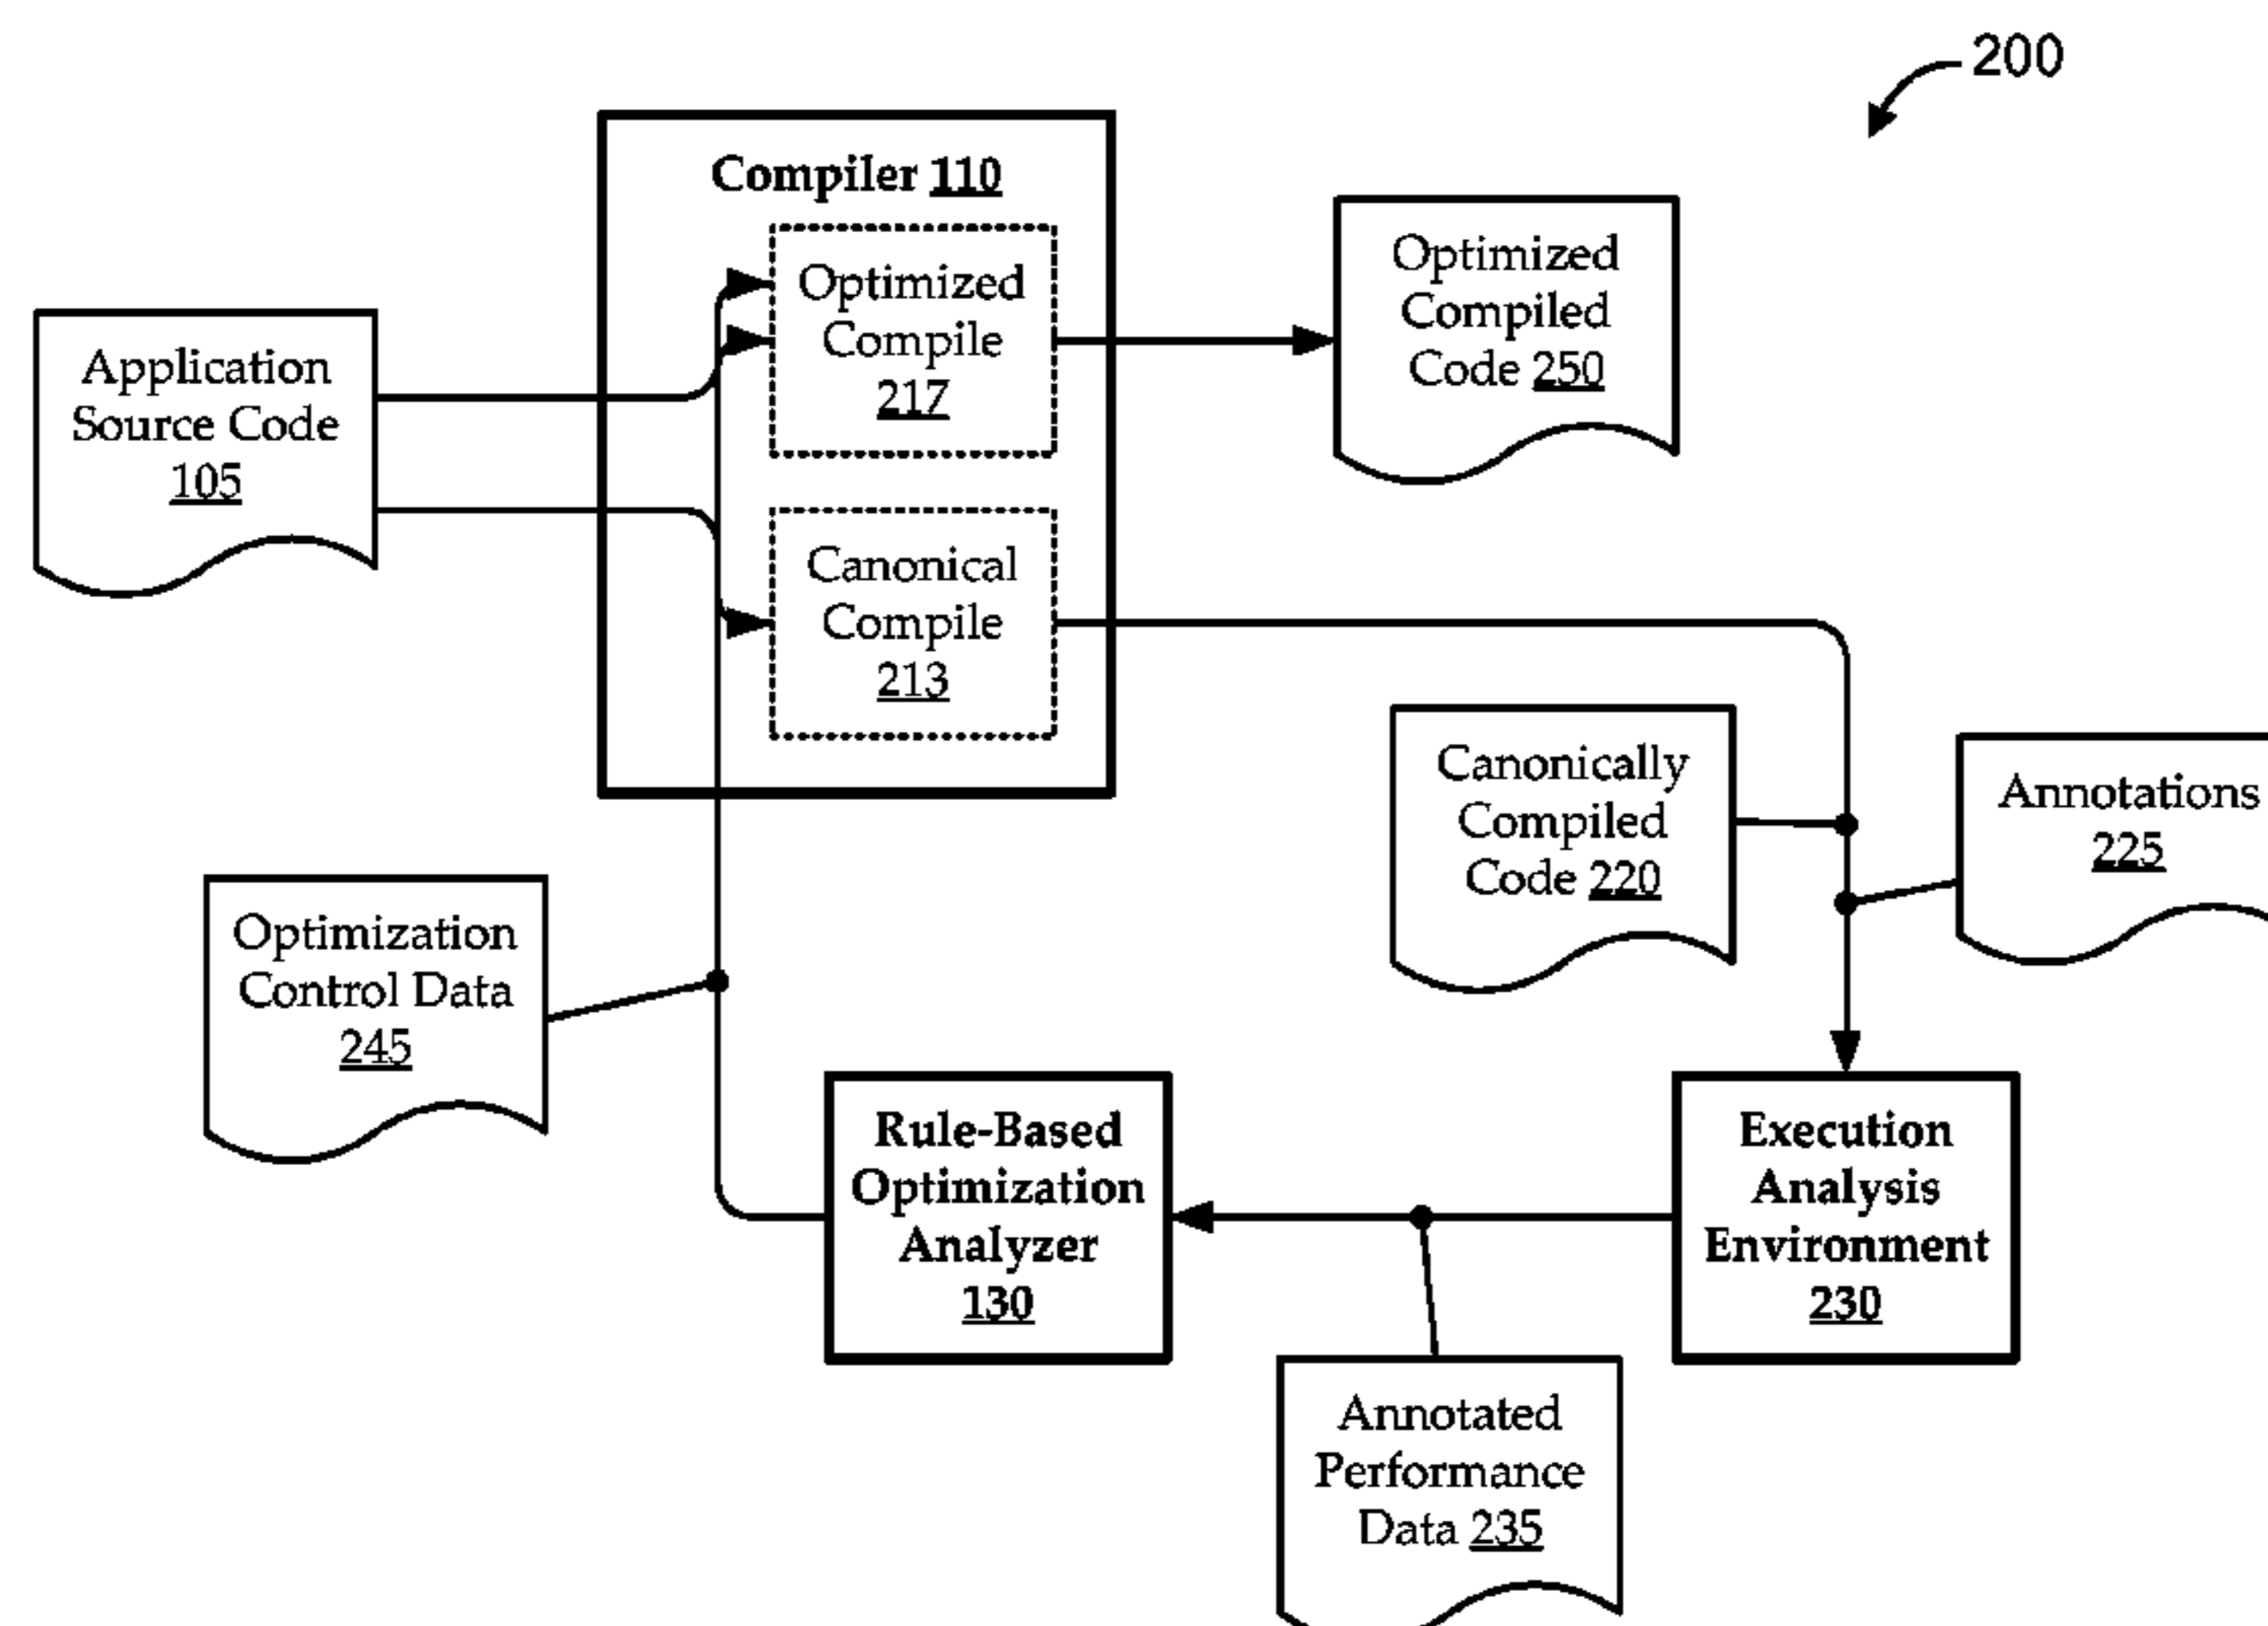 200
Compiler 110
Optimized
Compile
217
Optimized
Compiled
Code 250
Application
Source Code
105
Canonical
Compile
213
Canonically
Compiled
Code 220
Annotations
225
Optimization
Control Data
245
Rule-Based
Optimization
Analyzer
130
Execution
Analysis
Environment
230
Annotated
Performance
Data 235